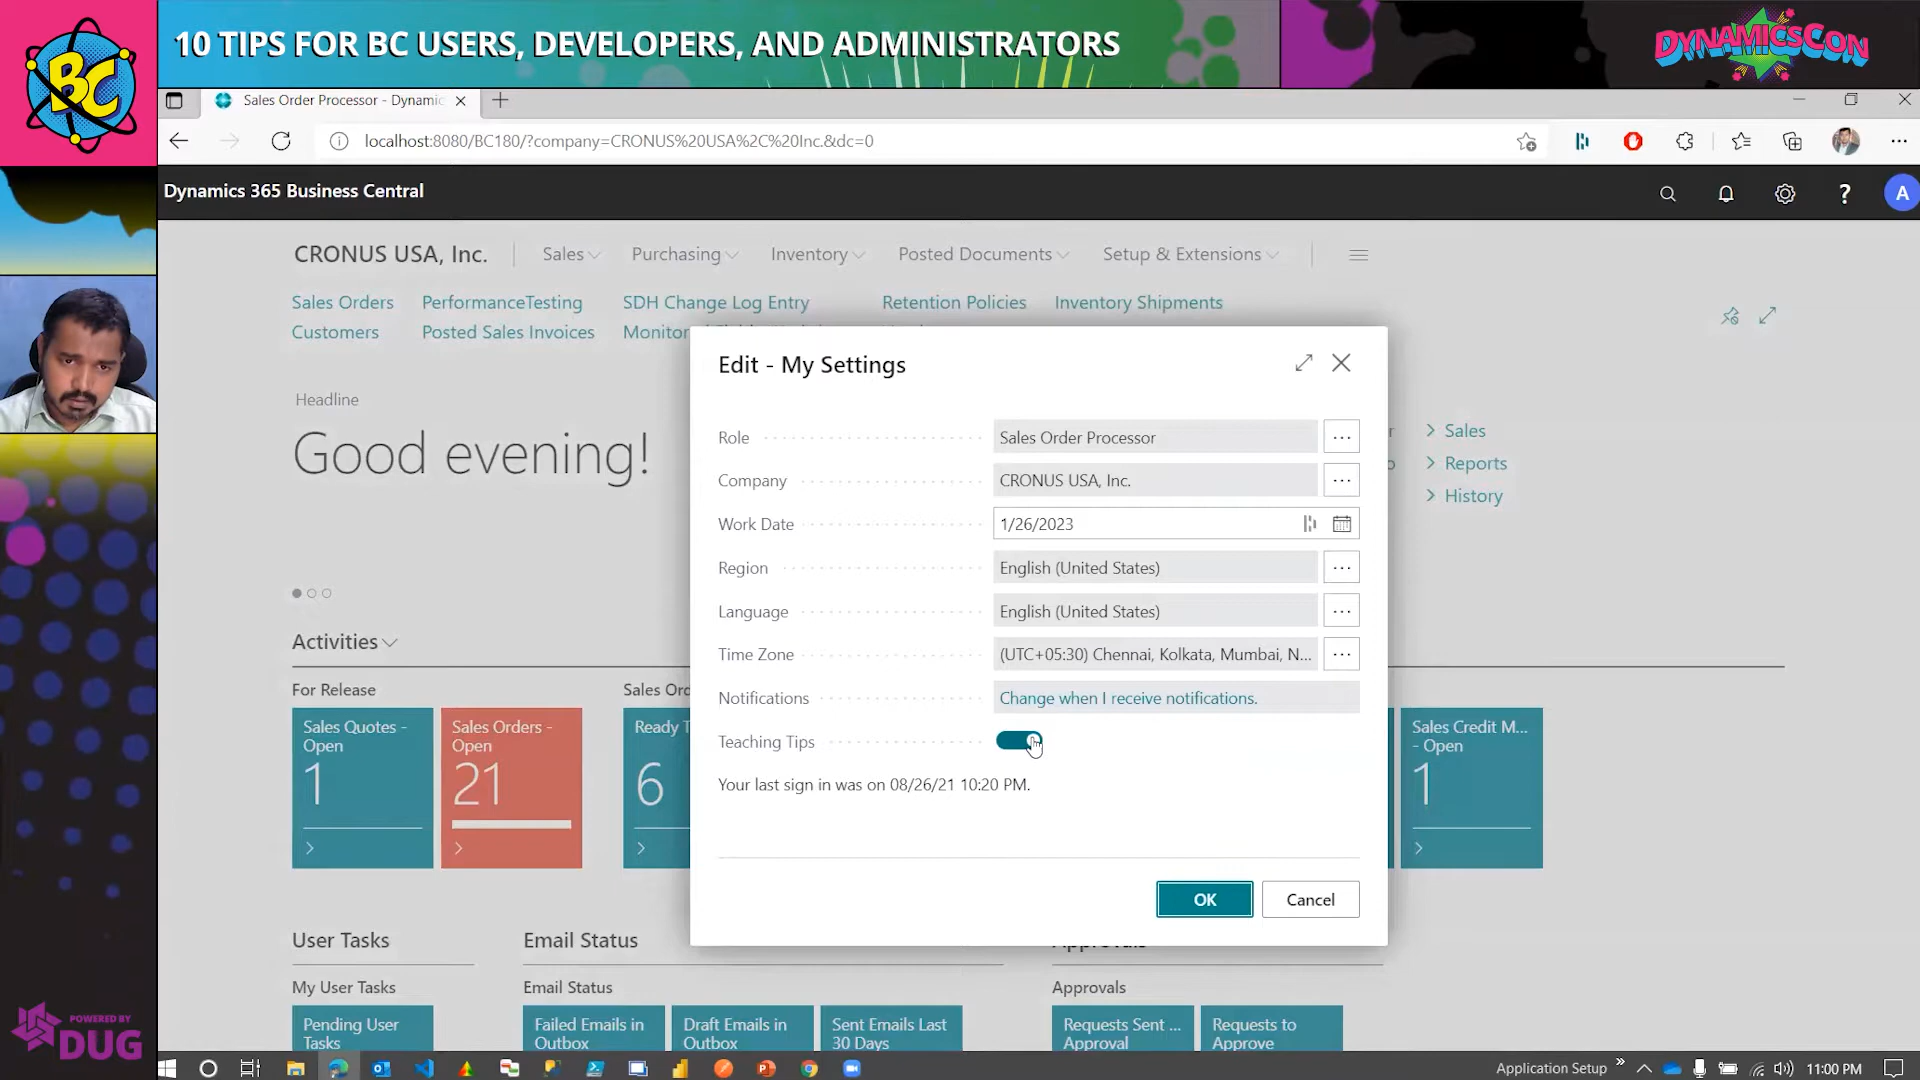 10 TIPS FOR BC USERS, DEVELOPERS, AND ADMINISTRATORS
DYNAMICSCON
BC
Sales Order Processor - Dynamic
localhost:8080/BC180/?company=CRONUS%20USA%2C%20Inc.&dc=0
Dynamics 365 Business Central
?
A
CRONUS USA, Inc.
Sales
Purchasing
Inventory
Posted Documents
Setup & Extensions
Sales Orders
PerformanceTesting
SDH Change Log Entry
Retention Policies
Inventory Shipments
Customers
Posted Sales Invoices
Edit - My Settings
Headline
Good evening!
Role
Sales Order Processor
...
Company
CRONUS USA, Inc.
...
Work Date
1/26/2023
Region
English (United States)
...
Language
English (United States)
...
Time Zone
(UTC+05:30) Chennai, Kolkata, Mumbai, N...
...
Notifications
Change when I receive notifications.
Teaching Tips
Your last sign in was on 08/26/21 10:20 PM.
OK
Cancel
> Sales
> Reports
> History
Activities
For Release
Sales Quotes -
Open
1
Sales Orders -
Open
21
Ready
6
Sales Credit M...
- Open
1
User Tasks
Email Status
My User Tasks
Email Status
Approvals
Pending User
Tasks
Failed Emails in
Outbox
Draft Emails in
Outbox
Sent Emails Last
30 Days
Requests Sent ...
Approval
Requests to
Approve
POWERED BY
DUG
Application Setup
11:00 PM